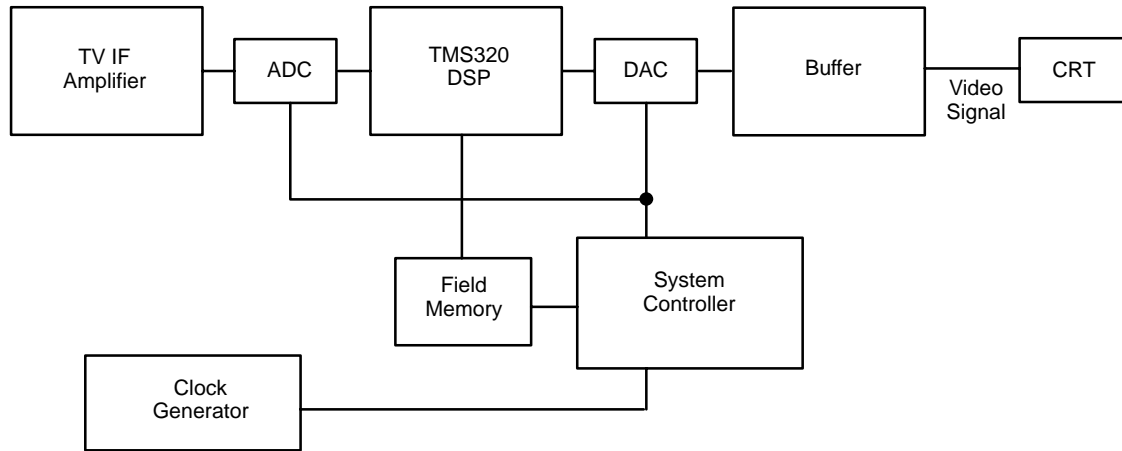 TV IF
Amplifier
ADC
TMS320
DSP
DAC
Buffer
Video
Signal
CRT
Field
Memory
System
Controller
Clock
Generator